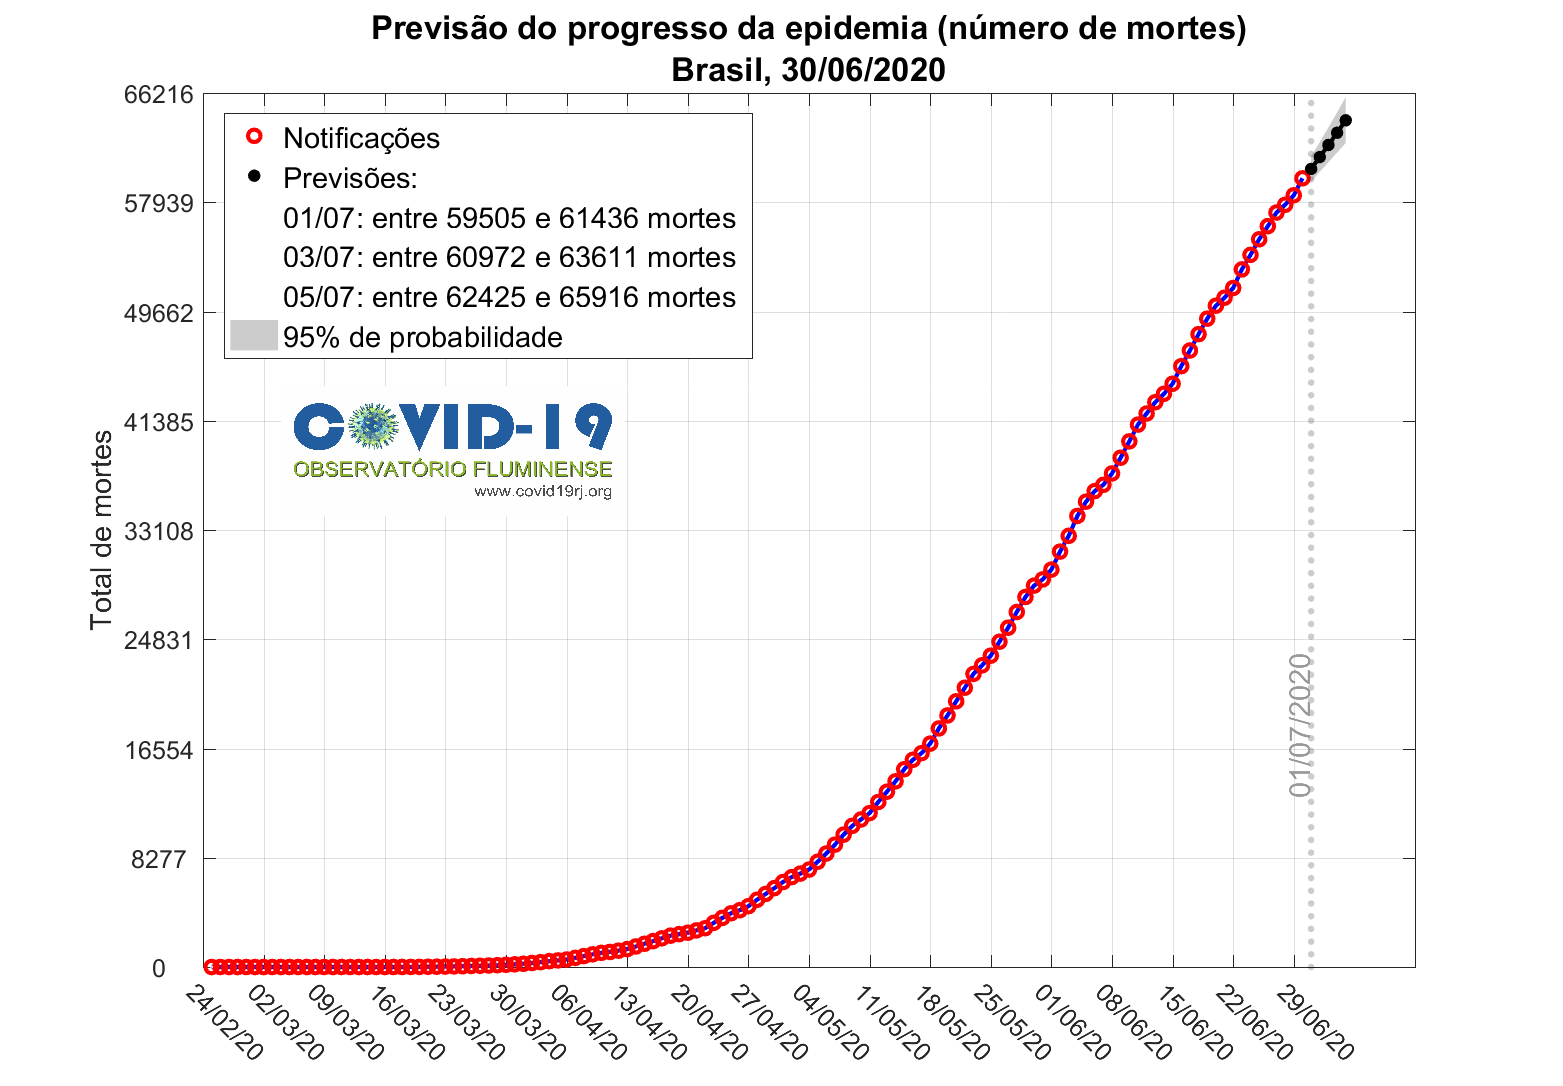 Previsão do progresso da epidemia (número de mortes)
Brasil, 30/06/2020
66216
57939
49662
41385
33108
24831
16554
8277
0
Total de mortes
Notificações
Previsões:
01/07: entre 59505 e 61436 mortes
03/07: entre 60972 e 63611 mortes
05/07: entre 62425 e 65916 mortes
95% de probabilidade
COVID-19
OBSERVATÓRIO FLUMINENSE
www.covid19rj.org
01/07/2020
24/02/20
02/03/20
09/03/20
16/03/20
23/03/20
30/03/20
06/04/20
13/04/20
20/04/20
27/04/20
04/05/20
11/05/20
18/05/20
25/05/20
01/06/20
08/06/20
15/06/20
22/06/20
29/06/20